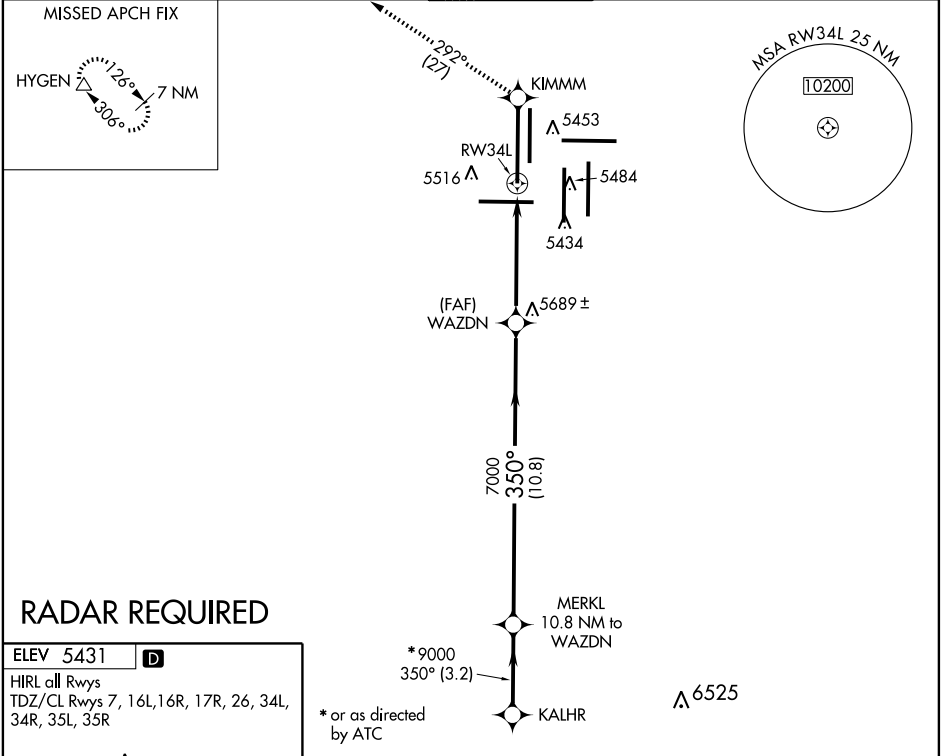 MISSED APCH FIX
HYGEN
126°
306°
7 NM
292°
(27)
KIMMM
MSA RW34L 25 NM
10200
5453
RW34L
5516
5484
5434
(FAF)
WAZDN
5689 ±
7000
350°
(10.8)
RADAR REQUIRED
MERKL
10.8 NM to
WAZDN
*9000
350° (3.2)
KALHR
6525
* or as directed
by ATC
ELEV 5431 D
HIRL all Rwys
TDZ/CL Rwys 7, 16L,16R, 17R, 26, 34L,
34R, 35L, 35R